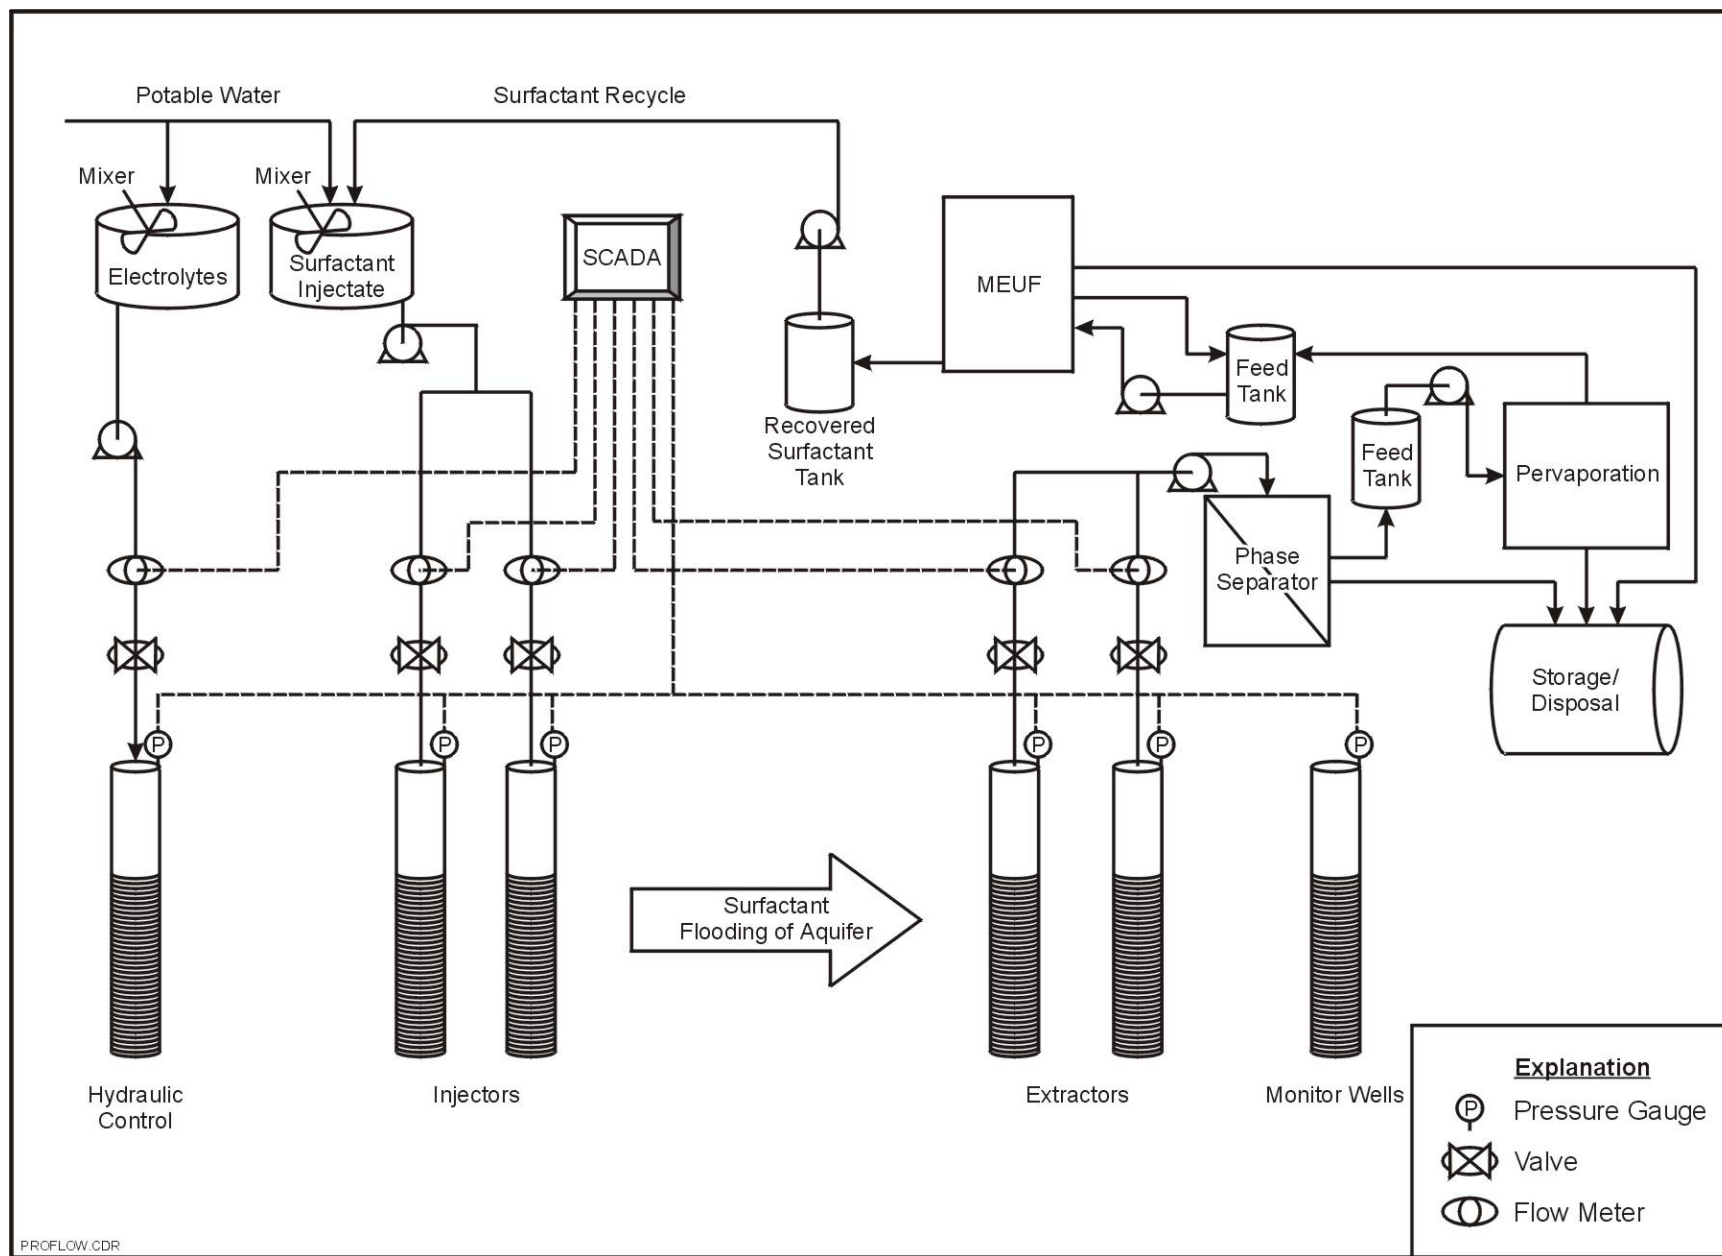 Potable Water
Surfactant Recycle
Mixer
Mixer
Electrolytes
Surfactant
Injectate
SCADA
MEUF
Feed
Tank
Feed
Tank
Pervaporation
Recovered
Surfactant
Tank
Phase
Separator
Storage/
Disposal
P
P
P
P
P
P
Surfactant
Flooding of Aquifer
Hydraulic
Control
Injectors
Extractors
Monitor Wells
Explanation
P Pressure Gauge
Valve
Flow Meter
PROFLOW.CDR